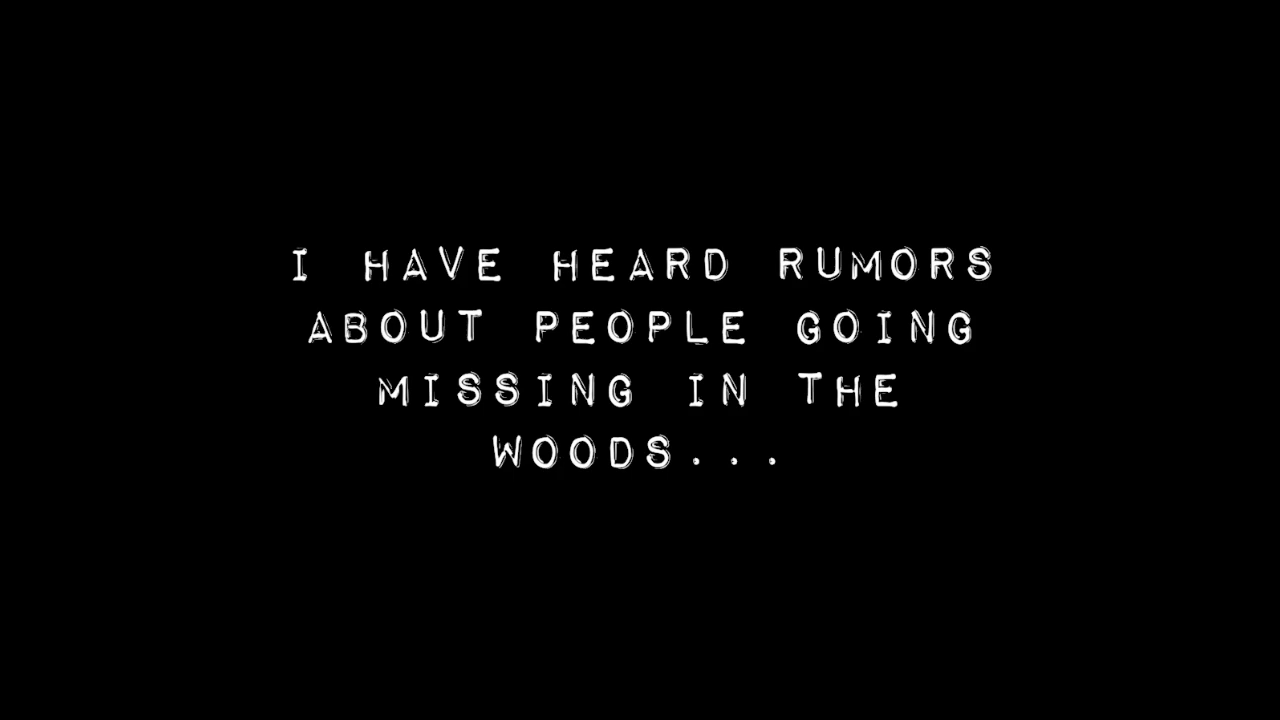 I HAVE HEARD RUMORS
ABOUT PEOPLE GOING
MISSING IN THE
WOODS...